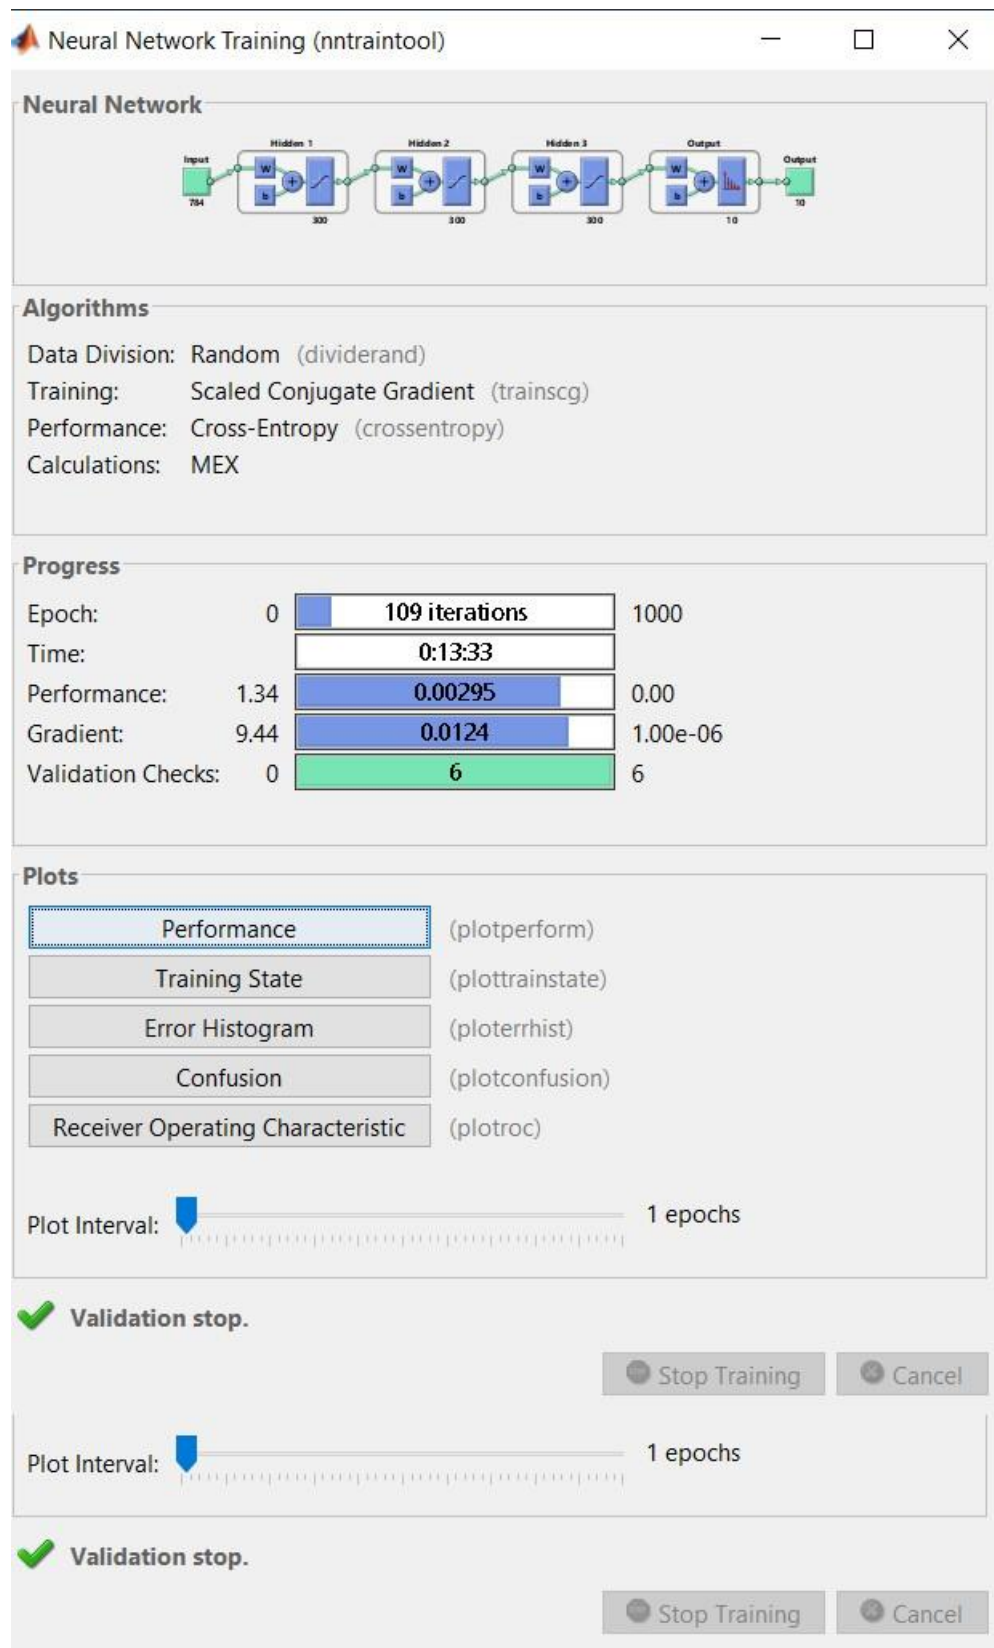 Neural Network Training (nntraintool)
Neural Network
Hidden 1 Hidden 2 Hidden 3 Output
Input Output
W W W W
b b b b
784 10
300 300 300 10
Algorithms
Data Division: Random (dividerand)
Training: Scaled Conjugate Gradient (trainscg)
Performance: Cross-Entropy (crossentropy)
Calculations: MEX
Progress
Epoch: 0 109 iterations 1000
Time: 0:13:33
Performance: 1.34 0.00295 0.00
Gradient: 9.44 0.0124 1.00e-06
Validation Checks: 0 6 6
Plots
Performance (plotperform)
Training State (plottrainstate)
Error Histogram (ploterrhist)
Confusion (plotconfusion)
Receiver Operating Characteristic (plotroc)
Plot Interval: 1 epochs
Validation stop.
Stop Training Cancel
Plot Interval: 1 epochs
Validation stop.
Stop Training Cancel